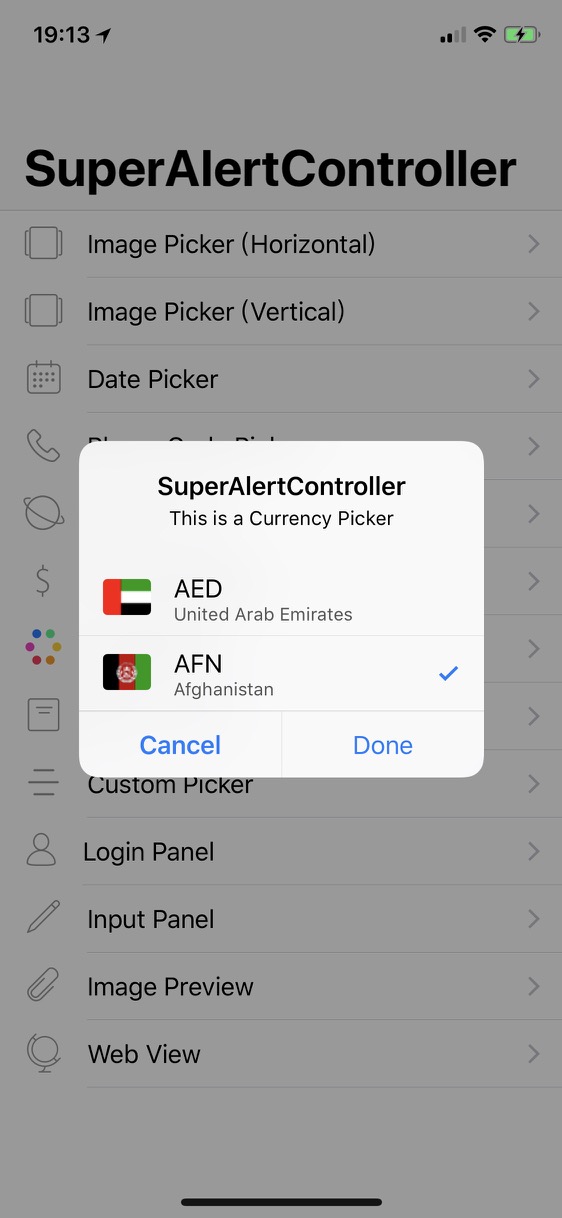 19:13
SuperAlertController
Image Picker (Horizontal)
Image Picker (Vertical)
Date Picker
SuperAlertController
This is a Currency Picker
AED
United Arab Emirates
AFN
Afghanistan
Cancel
Done
Custom Picker
Login Panel
Input Panel
Image Preview
Web View